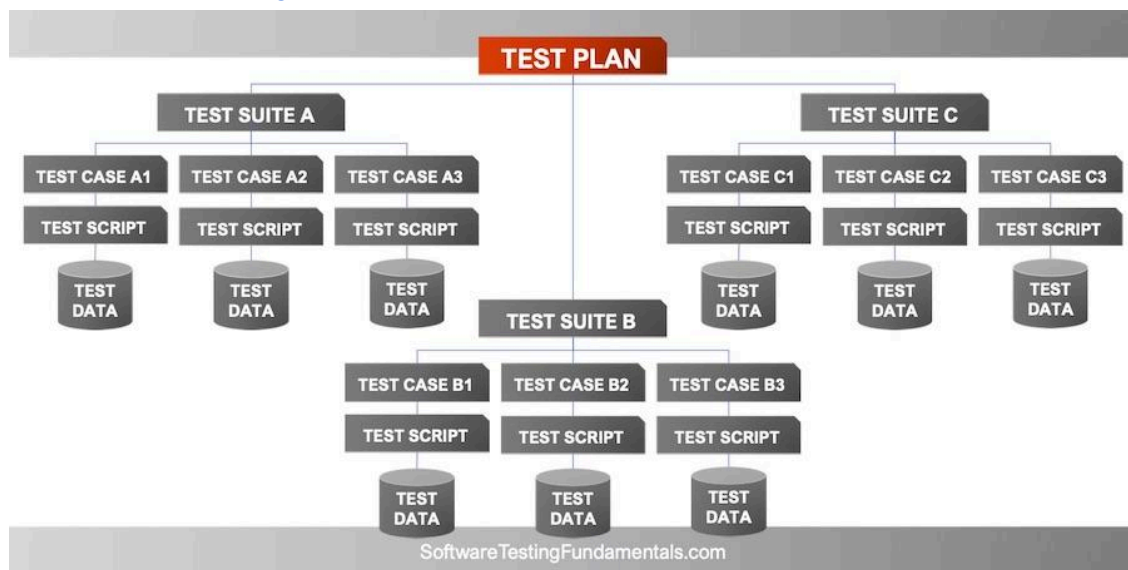 TEST PLAN
TEST SUITE A
TEST CASE A1
TEST CASE A2
TEST CASE A3
TEST SCRIPT
TEST SCRIPT
TEST SCRIPT
TEST
DATA
TEST
DATA
TEST
DATA
TEST SUITE C
TEST CASE C1
TEST CASE C2
TEST CASE C3
TEST SCRIPT
TEST SCRIPT
TEST SCRIPT
TEST
DATA
TEST
DATA
TEST
DATA
TEST SUITE B
TEST CASE B1
TEST CASE B2
TEST CASE B3
TEST SCRIPT
TEST SCRIPT
TEST SCRIPT
TEST
DATA
TEST
DATA
TEST
DATA
SoftwareTestingFundamentals.com